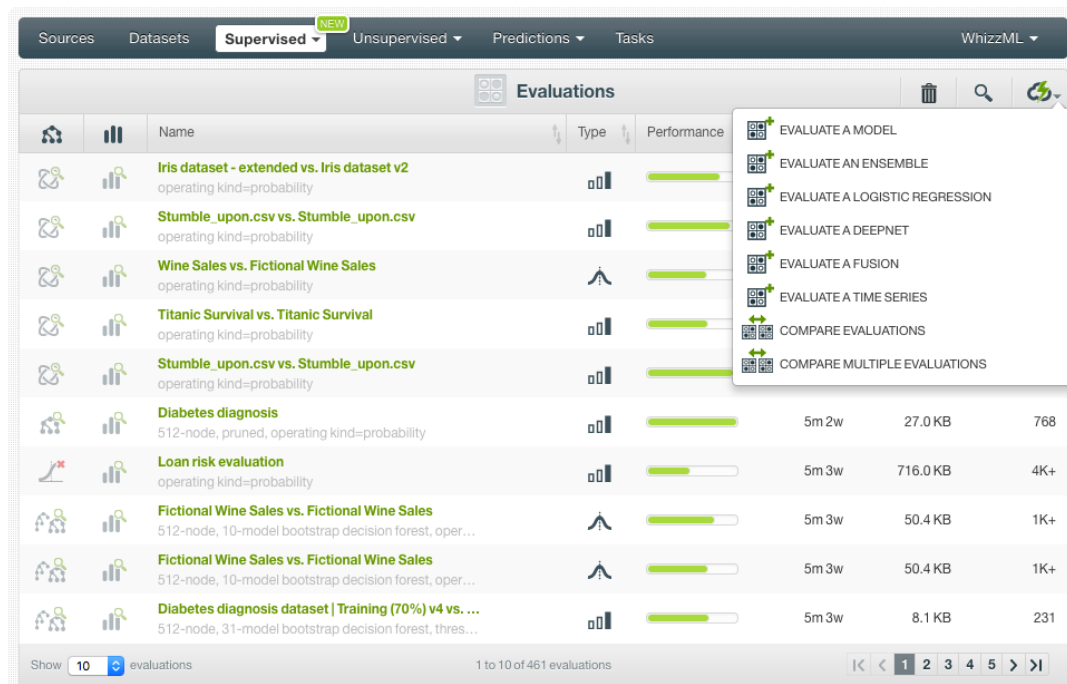 NEW
Sources Datasets Supervised Unsupervised Predictions Tasks WhizzML
Evaluations
Name Type Performance
EVALUATE A MODEL
EVALUATE AN ENSEMBLE
EVALUATE A LOGISTIC REGRESSION
EVALUATE A DEEPNET
EVALUATE A FUSION
EVALUATE A TIME SERIES
COMPARE EVALUATIONS
COMPARE MULTIPLE EVALUATIONS
Iris dataset - extended vs. Iris dataset v2
operating kind=probability
Stumble_upon.csv vs. Stumble_upon.csv
operating kind=probability
Wine Sales vs. Fictional Wine Sales
operating kind=probability
Titanic Survival vs. Titanic Survival
operating kind=probability
Stumble_upon.csv vs. Stumble_upon.csv
operating kind=probability
Diabetes diagnosis 5m 2w 27.0 KB 768
512-node, pruned, operating kind=probability
Loan risk evaluation 5m 3w 716.0 KB 4K+
operating kind=probability
Fictional Wine Sales vs. Fictional Wine Sales 5m 3w 50.4 KB 1K+
512-node, 10-model bootstrap decision forest, oper...
Fictional Wine Sales vs. Fictional Wine Sales 5m 3w 50.4 KB 1K+
512-node, 10-model bootstrap decision forest, oper...
Diabetes diagnosis dataset | Training (70%) v4 vs. ... 5m 3w 8.1 KB 231
512-node, 31-model bootstrap decision forest, thres...
Show 10 evaluations 1 to 10 of 461 evaluations 1 2 3 4 5